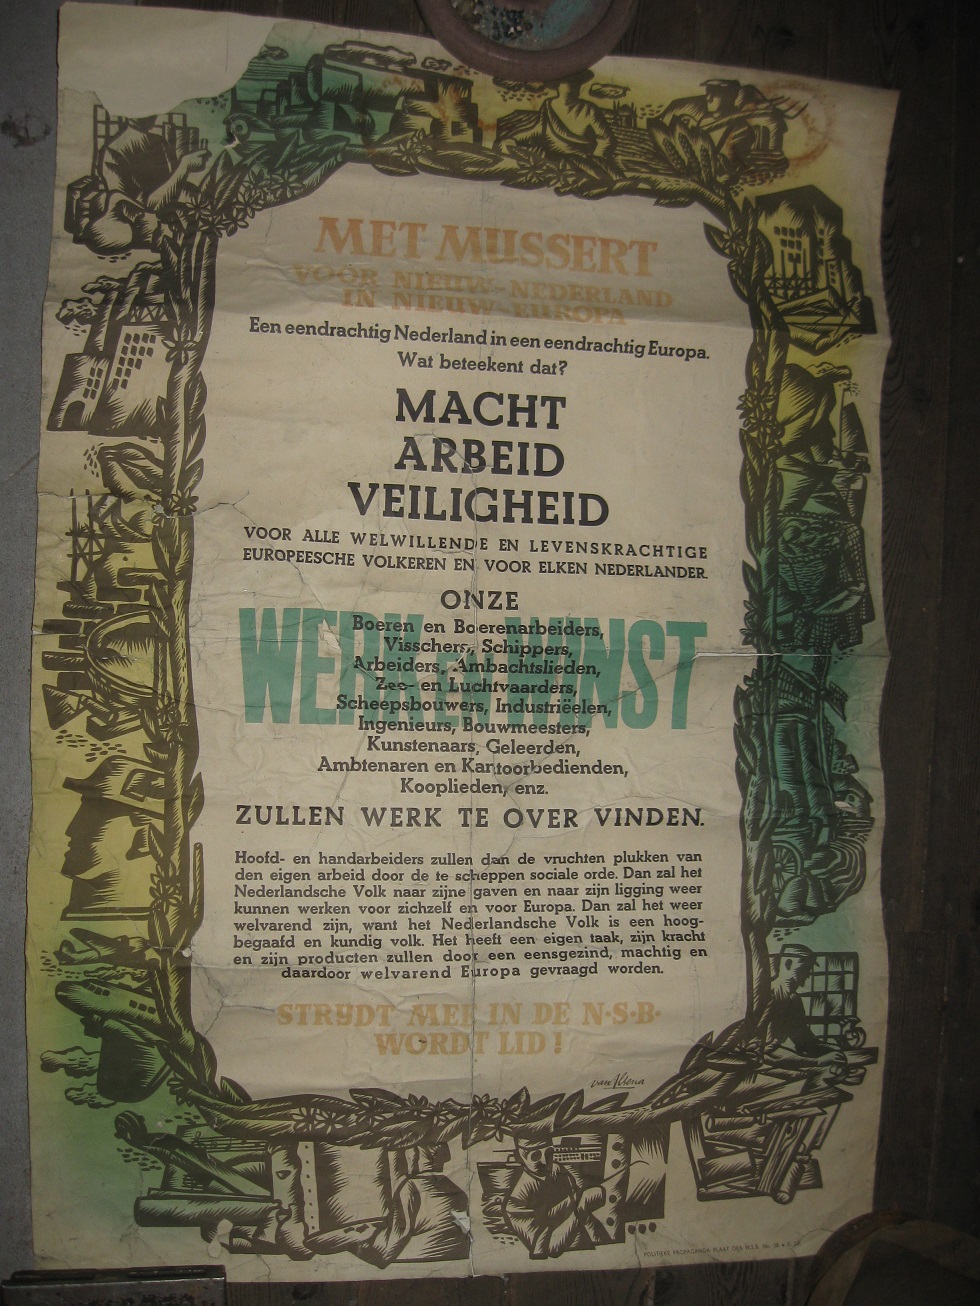 MET MUSSERT
VOOR NIEUW-NEDERLAND
IN NIEUW-EUROPA
Een eendrachtig Nederland in een eendrachtig Europa.
Wat beteekent dat?
MACHT
ARBEID
VEILIGHEID
VOOR ALLE WELWILLENDE EN LEVENSKRACHTIGE
EUROPEESCHE VOLKEREN EN VOOR ELKEN NEDERLANDER.
ONZE
WERKENDIENST
Boeren en Boerenarbeiders,
Visschers, Schippers,
Arbeiders, Ambachtslieden,
Zee- en Luchtvaarders,
Scheepsbouwers, Industriëelen,
Ingenieurs, Bouwmeesters,
Kunstenaars, Geleerden,
Ambtenaren en Kantoorbedienden,
Kooplieden, enz.
ZULLEN WERK TE OVER VINDEN.
Hoofd- en handarbeiders zullen dan de vruchten plukken van
den eigen arbeid door de te scheppen sociale orde. Dan zal het
Nederlandsche Volk naar zijne gaven en naar zijn ligging weer
kunnen werken voor zichzelf en voor Europa. Dan zal het weer
welvarend zijn, want het Nederlandsche Volk is een hoog-
begaafd en kundig volk. Het heeft een eigen taak, zijn kracht
en zijn producten zullen door een eensgezind, machtig en
daardoor welvarend Europa gevraagd worden.
STRIJDT MEE IN DE N·S·B·
WORDT LID!
POLITIEKE PROPAGANDA PLAAT DES N.S.B. No.